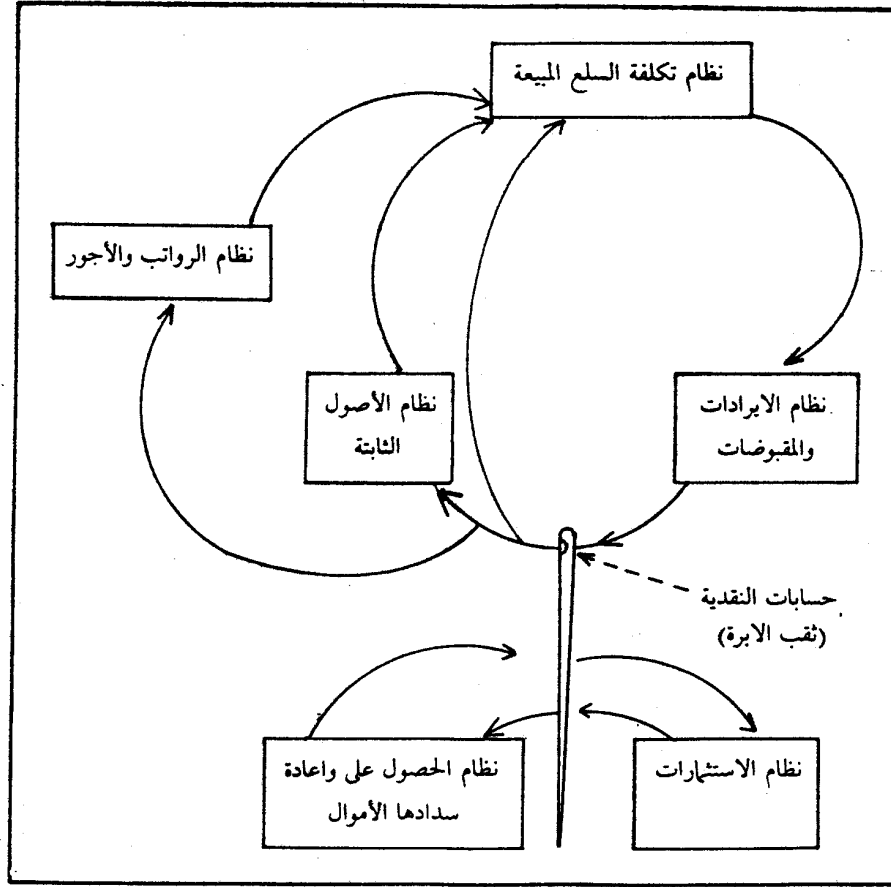 نظام تكلفة السلع المبيعة
نظام الرواتب والأجور
نظام الأصول
الثابتة
نظام الايرادات
والمقبوضات
حسابات النقدية
(ثقب الابرة)
نظام الحصول على واعادة
سدادها الأموال
نظام الاستثمارات